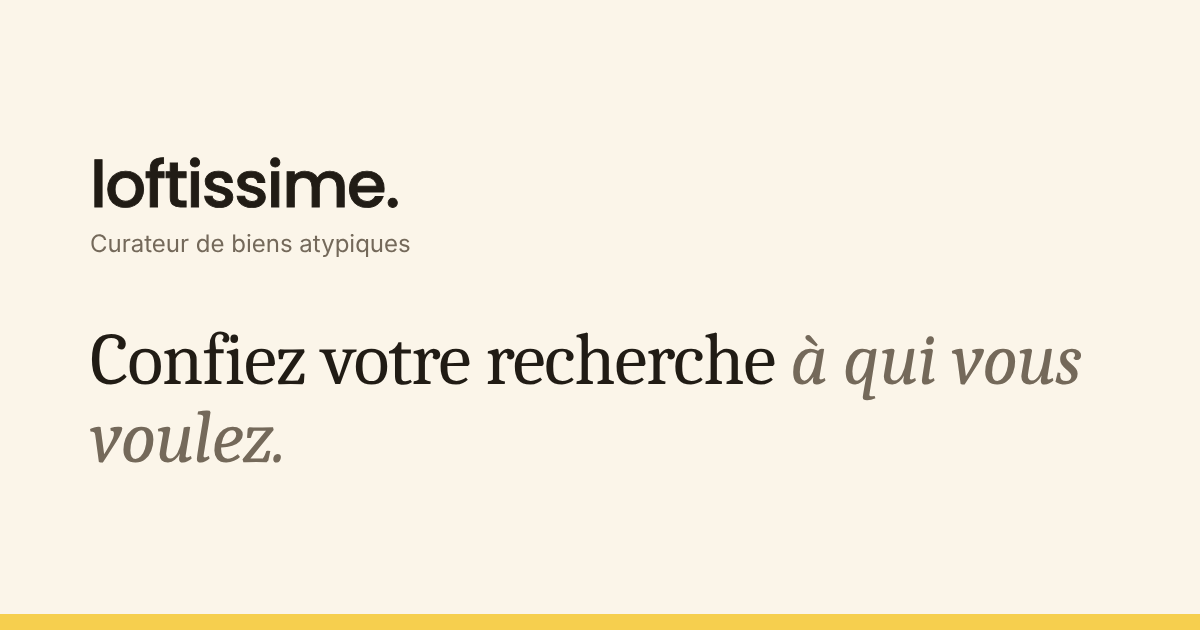 loftissime.
Curateur de biens atypiques
Confiez votre recherche à qui vous
voulez.